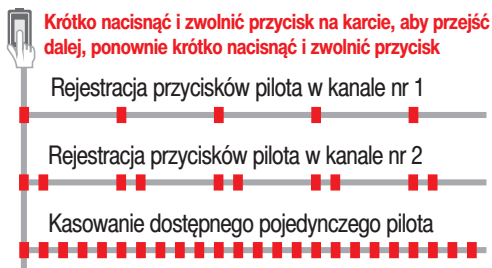 Krótko nacisnąć i zwolnić przycisk na karcie, aby przejść
dalej, ponownie krótko nacisnąć i zwolnić przycisk
Rejestracja przycisków pilota w kanale nr 1
Rejestracja przycisków pilota w kanale nr 2
Kasowanie dostępnego pojedynczego pilota